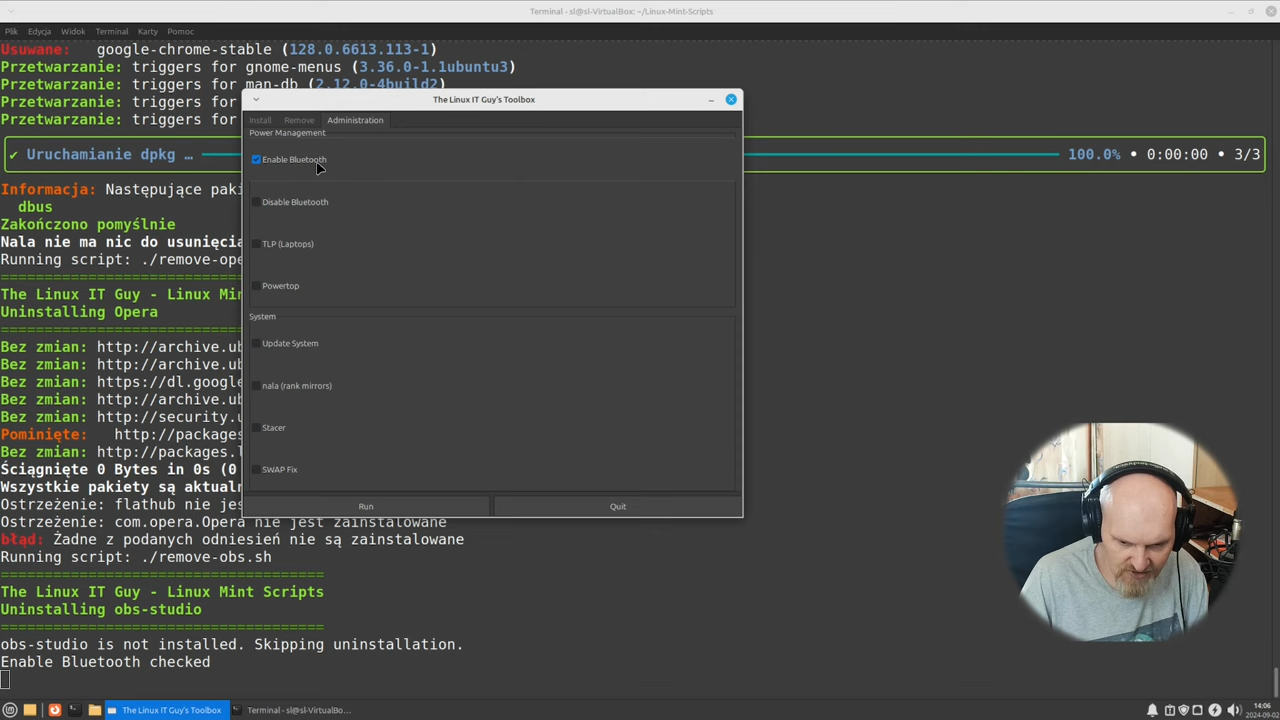 Terminal - sl@sl-VirtualBox: ~/Linux-Mint-Scripts
Plik Edycja Widok Terminal Karty Pomoc
Usuwane: google-chrome-stable (128.0.6613.113-1)
Przetwarzanie: triggers for gnome-menus (3.36.0-1.1ubuntu3)
Przetwarzanie: triggers for man-db (2.12.0-4build2)
Przetwarzanie: triggers for
Przetwarzanie: triggers for
The Linux IT Guy's Toolbox
Install Remove Administration
Power Management
Enable Bluetooth
Disable Bluetooth
TLP (Laptops)
Powertop
System
Update System
nala (rank mirrors)
Stacer
SWAP Fix
Run Quit
✔ Uruchamianie dpkg … 100.0% • 0:00:00 • 3/3
Informacja: Następujące paki
dbus
Zakończono pomyślnie
Nala nie ma nic do usunięcia
Running script: ./remove-ope
====================================
The Linux IT Guy - Linux Min
Uninstalling Opera
====================================
Bez zmian: http://archive.ub
Bez zmian: http://archive.ub
Bez zmian: https://dl.google
Bez zmian: http://archive.ub
Bez zmian: http://security.u
Pominięte: http://packages
Bez zmian: http://packages.l
Ściągnięte 0 Bytes in 0s (0
Wszystkie pakiety są aktualn
Ostrzeżenie: flathub nie jes
Ostrzeżenie: com.opera.Opera nie jest zainstalowane
błąd: Żadne z podanych odniesień nie są zainstalowane
Running script: ./remove-obs.sh
====================================
The Linux IT Guy - Linux Mint Scripts
Uninstalling obs-studio
====================================
obs-studio is not installed. Skipping uninstallation.
Enable Bluetooth checked
The Linux IT Guy's Toolbox Terminal - sl@sl-VirtualBo...
14:06
2024-09-02